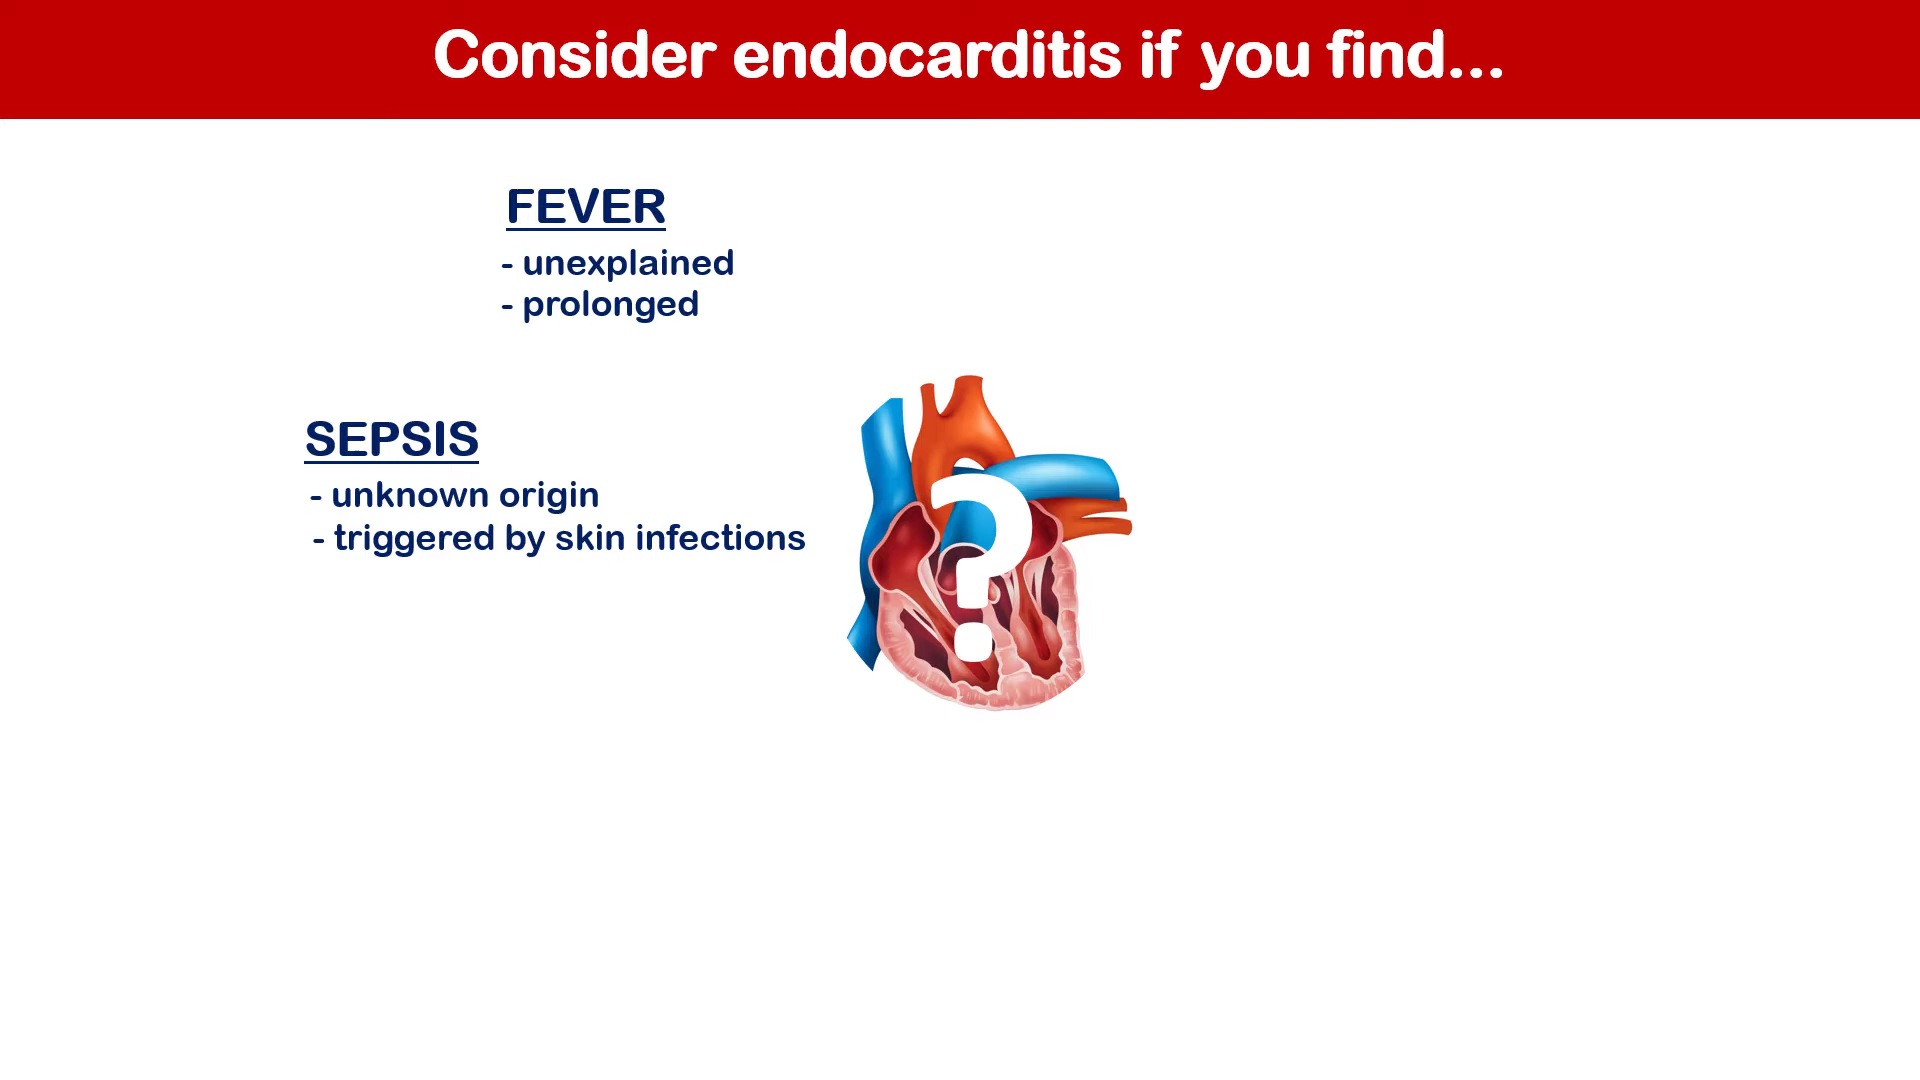 Consider endocarditis if you find...
FEVER
- unexplained
- prolonged
SEPSIS
- unknown origin
- triggered by skin infections
?